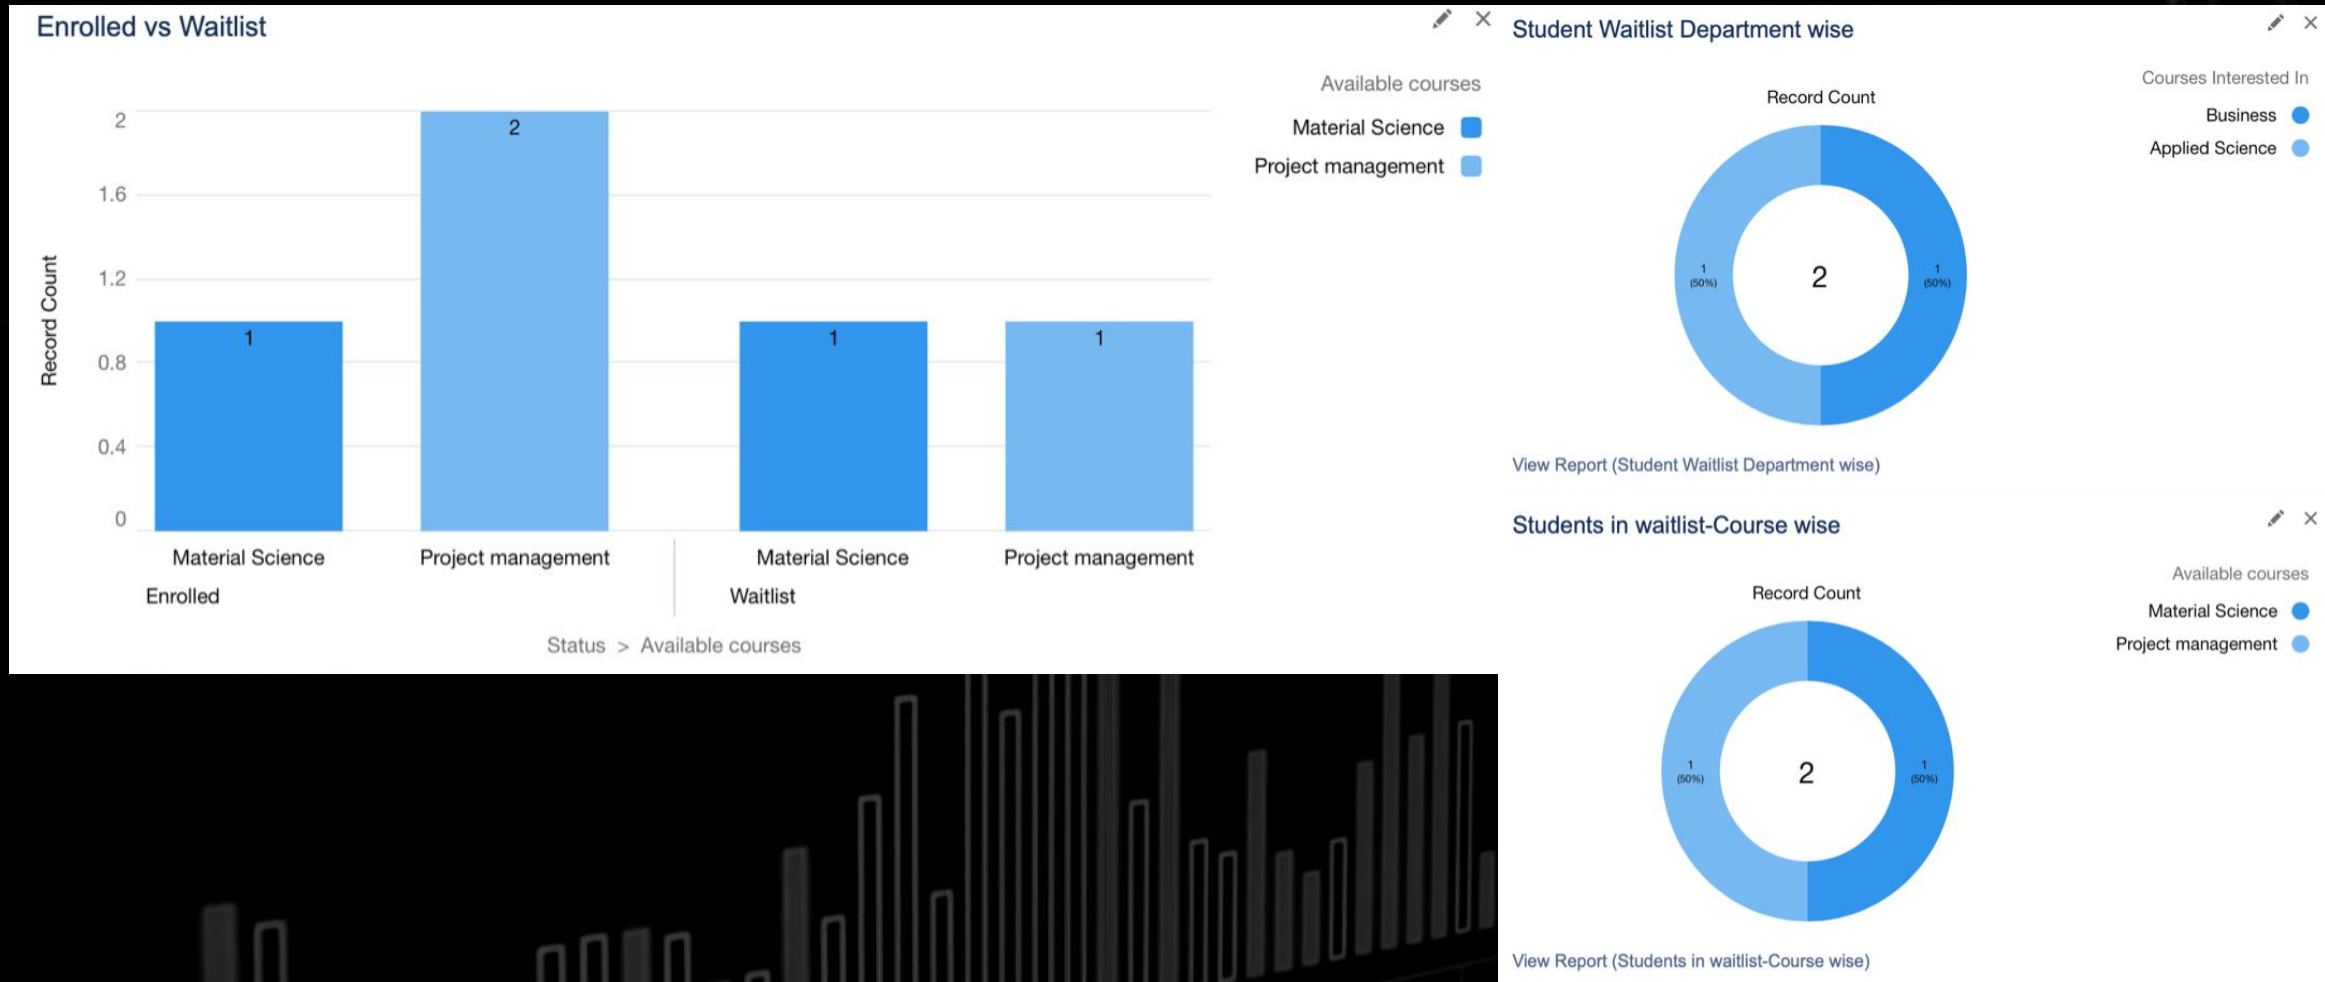 Enrolled vs Waitlist
Available courses
Material Science
Project management
Record Count
2
1.6
1.2
0.8
0.4
0
1
2
1
1
Material Science Project management Material Science Project management
Enrolled Waitlist
Status > Available courses
Student Waitlist Department wise
Courses Interested In
Business
Applied Science
Record Count
1
(50%)
2
1
(50%)
View Report (Student Waitlist Department wise)
Students in waitlist-Course wise
Available courses
Material Science
Project management
Record Count
1
(50%)
2
1
(50%)
View Report (Students in waitlist-Course wise)